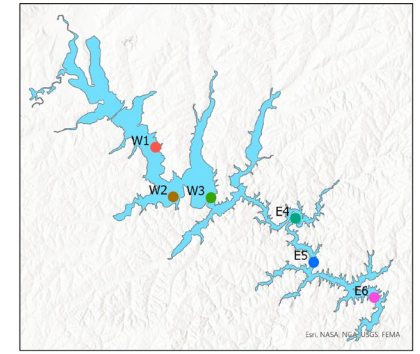 W1
W2
W3
E4
E5
E6
Esri, NASA, NGA, USGS, FEMA